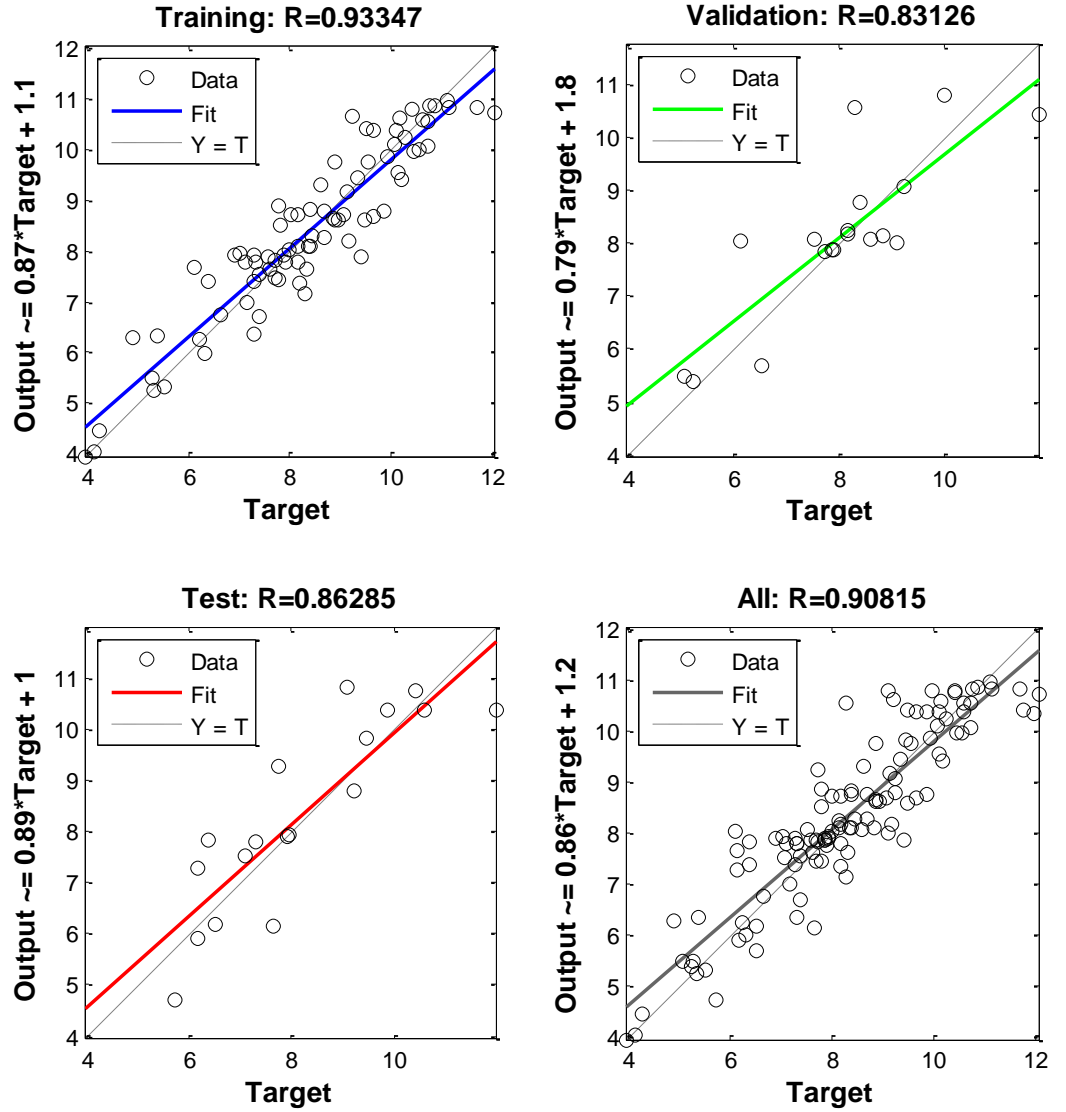 Training: R=0.93347
Output ~= 0.87*Target + 1.1
Data
Fit
Y = T
12
11
10
9
8
7
6
5
4
4 6 8 10 12
Target
Validation: R=0.83126
Output ~= 0.79*Target + 1.8
Data
Fit
Y = T
11
10
9
8
7
6
5
4
4 6 8 10
Target
Test: R=0.86285
Output ~= 0.89*Target + 1
Data
Fit
Y = T
11
10
9
8
7
6
5
4
4 6 8 10
Target
All: R=0.90815
Output ~= 0.86*Target + 1.2
Data
Fit
Y = T
12
11
10
9
8
7
6
5
4
4 6 8 10 12
Target